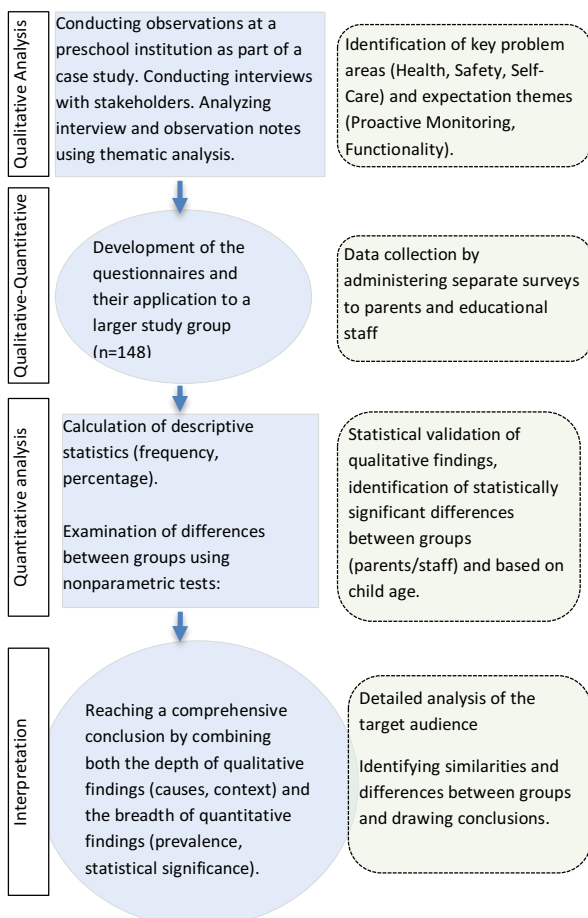 Qualitative Analysis
Conducting observations at a
preschool institution as part of a
case study. Conducting interviews
with stakeholders. Analyzing
interview and observation notes
using thematic analysis.
Identification of key problem
areas (Health, Safety, Self-
Care) and expectation themes
(Proactive Monitoring,
Functionality).
Qualitative-Quantitative
Development of the
questionnaires and
their application to a
larger study group
(n=148)
Data collection by
administering separate surveys
to parents and educational
staff
Quantitative analysis
Calculation of descriptive
statistics (frequency,
percentage).
Examination of differences
between groups using
nonparametric tests:
Statistical validation of
qualitative findings,
identification of statistically
significant differences
between groups
(parents/staff) and based on
child age.
Interpretation
Reaching a comprehensive
conclusion by combining
both the depth of qualitative
findings (causes, context) and
the breadth of quantitative
findings (prevalence,
statistical significance).
Detailed analysis of the
target audience
Identifying similarities and
differences between groups
and drawing conclusions.